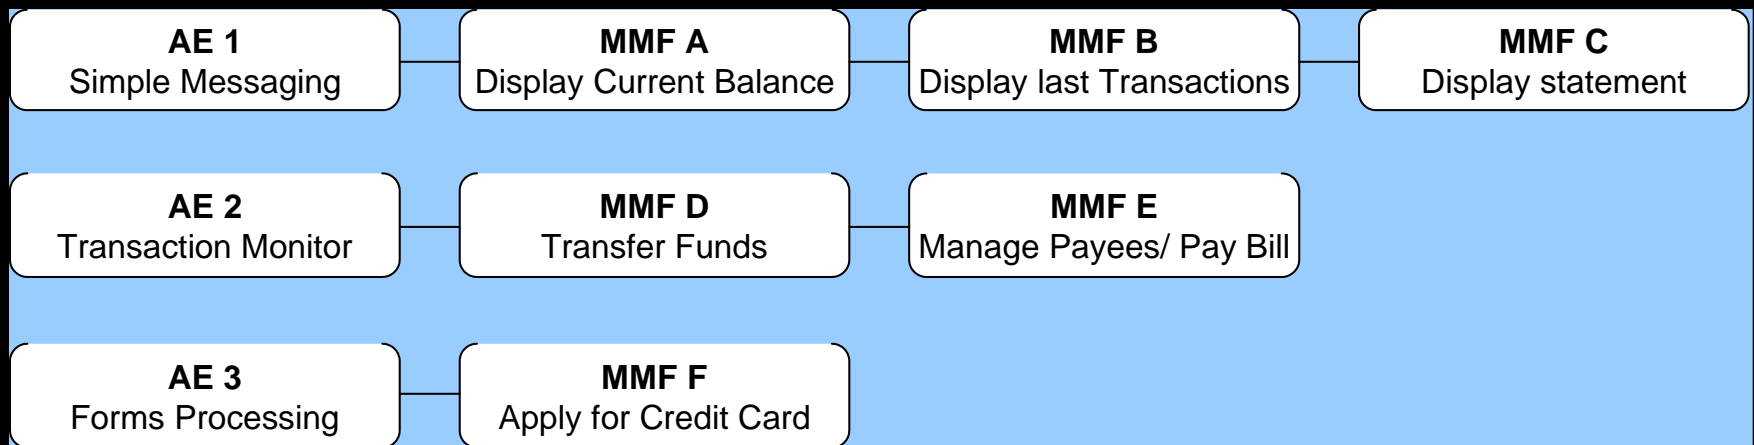 AE 1
Simple Messaging
MMF A
Display Current Balance
MMF B
Display last Transactions
MMF C
Display statement
AE 2
Transaction Monitor
MMF D
Transfer Funds
MMF E
Manage Payees/ Pay Bill
AE 3
Forms Processing
MMF F
Apply for Credit Card